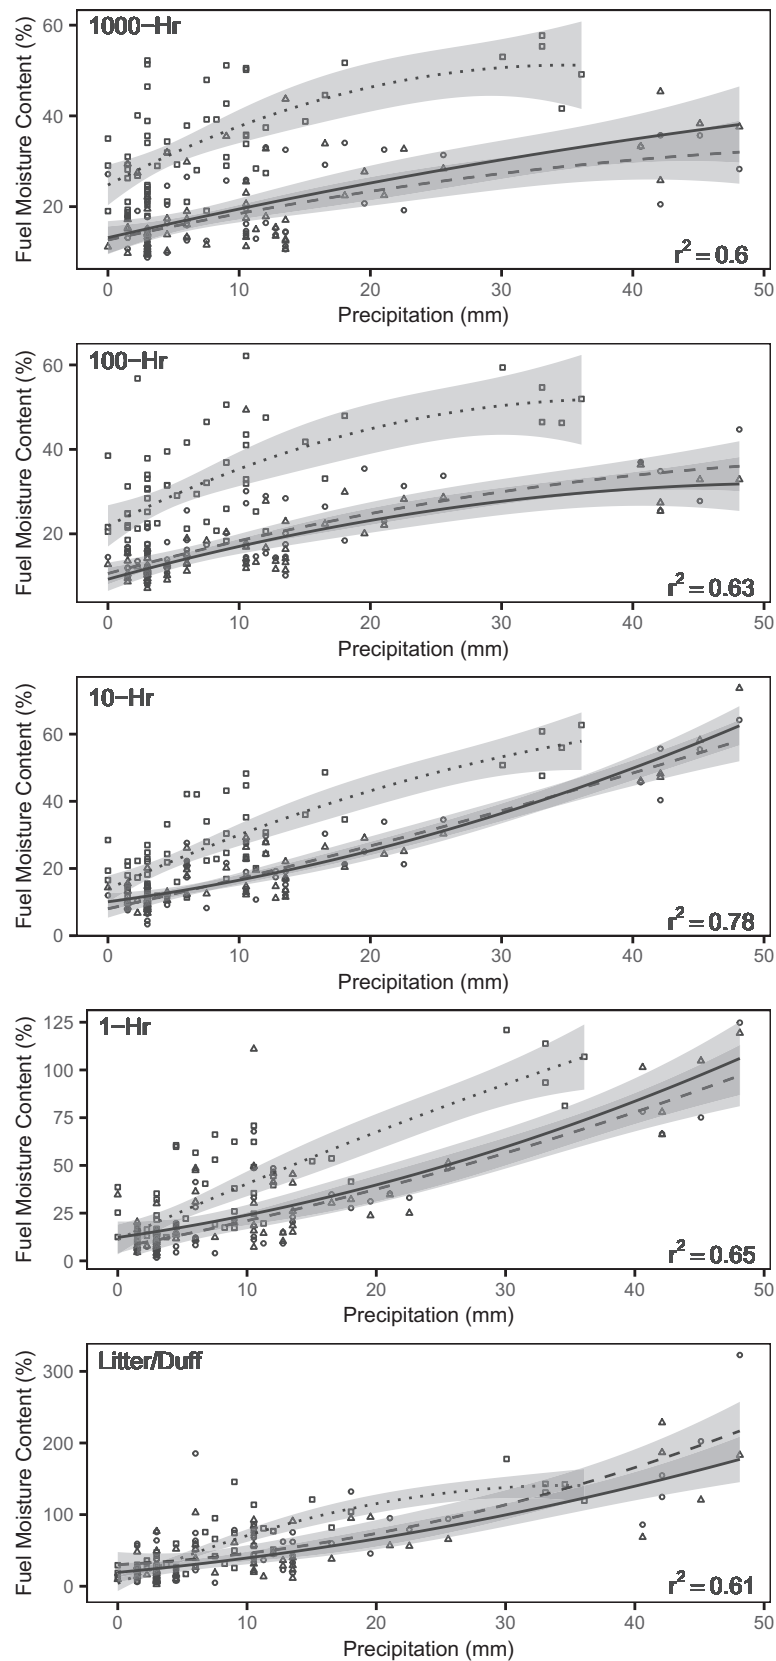 1000−Hr
Fuel Moisture Content (%)
60
40
20
r² = 0.6
0 10 20 30 40 50
Precipitation (mm)
100−Hr
Fuel Moisture Content (%)
60
40
20
r² = 0.63
0 10 20 30 40 50
Precipitation (mm)
10−Hr
Fuel Moisture Content (%)
60
40
20
0
r² = 0.78
0 10 20 30 40 50
Precipitation (mm)
1−Hr
Fuel Moisture Content (%)
125
100
75
50
25
0
r² = 0.65
0 10 20 30 40 50
Precipitation (mm)
Litter/Duff
Fuel Moisture Content (%)
300
200
100
0
r² = 0.61
0 10 20 30 40 50
Precipitation (mm)